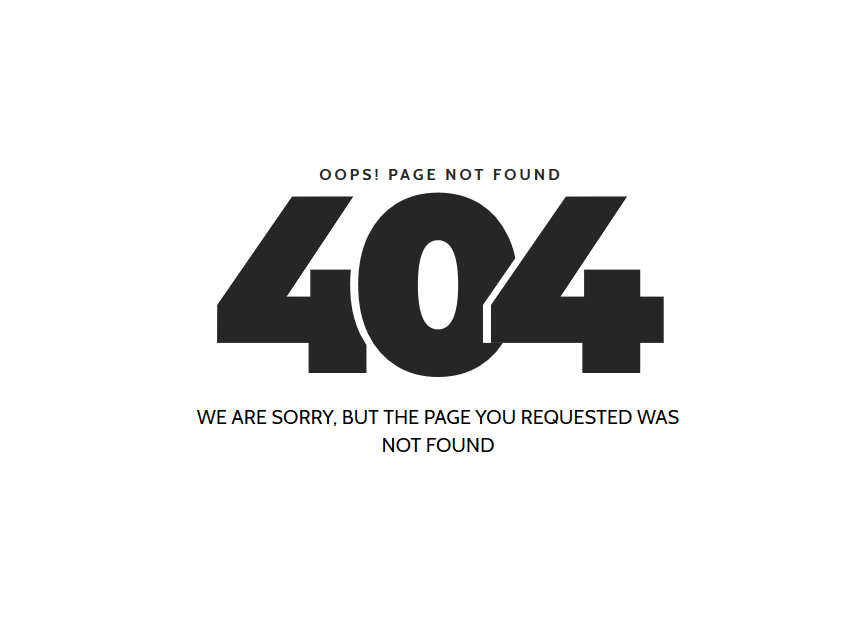 OOPS! PAGE NOT FOUND
404
WE ARE SORRY, BUT THE PAGE YOU REQUESTED WAS
NOT FOUND